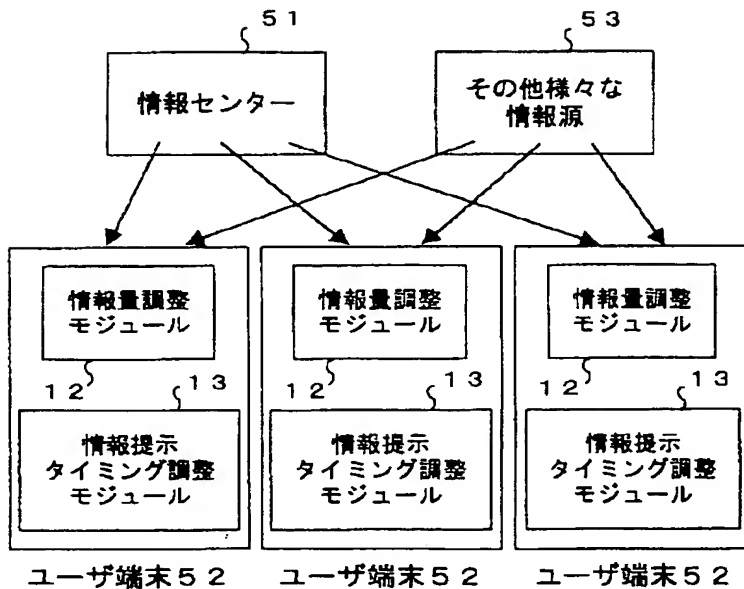 ５１
５３
情報センター
その他様々な
情報源
情報量調整
モジュール
情報量調整
モジュール
情報量調整
モジュール
１２
１３
１２
１３
１２
１３
情報提示
タイミング調整
モジュール
情報提示
タイミング調整
モジュール
情報提示
タイミング調整
モジュール
ユーザ端末５２
ユーザ端末５２
ユーザ端末５２